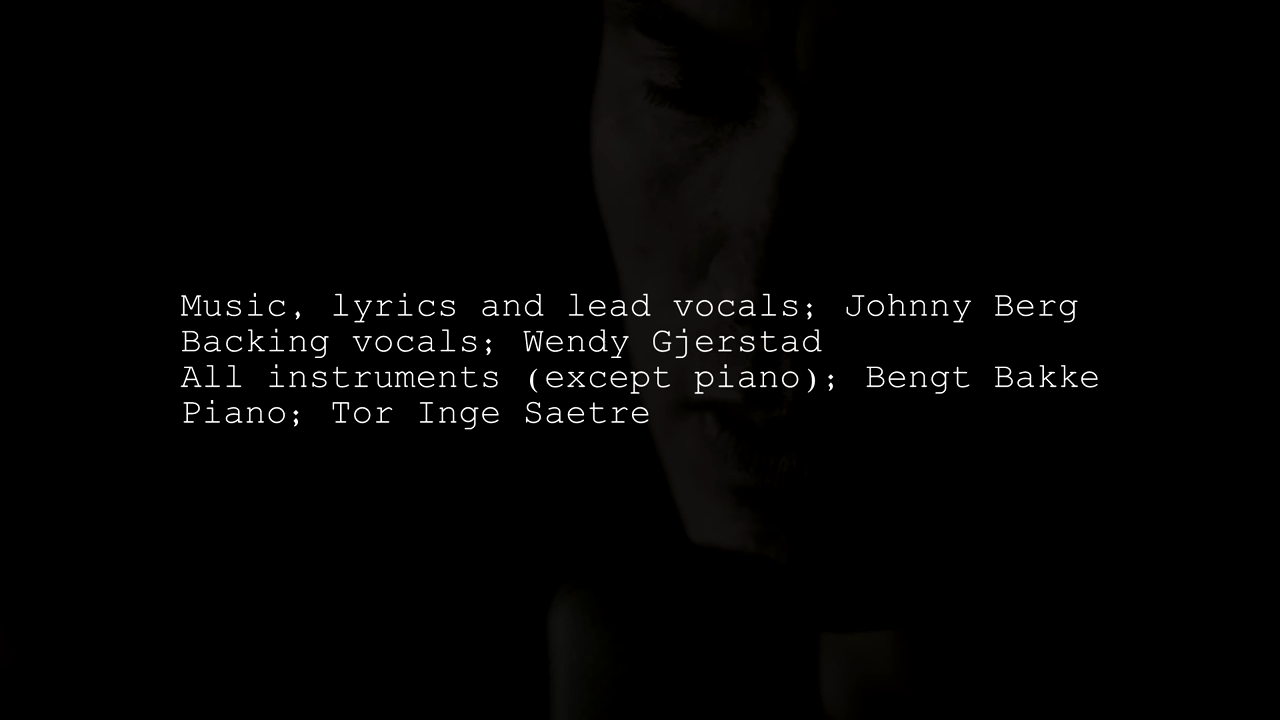 Music, lyrics and lead vocals; Johnny Berg
Backing vocals; Wendy Gjerstad
All instruments (except piano); Bengt Bakke
Piano; Tor Inge Saetre